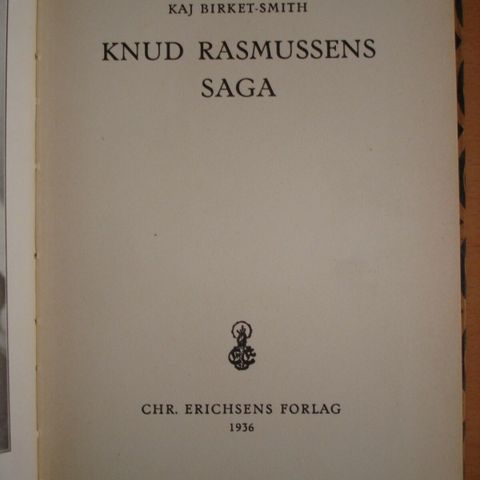 KAJ BIRKET-SMITH
KNUD RASMUSSENS
SAGA
CHR. ERICHSENS FORLAG
1936